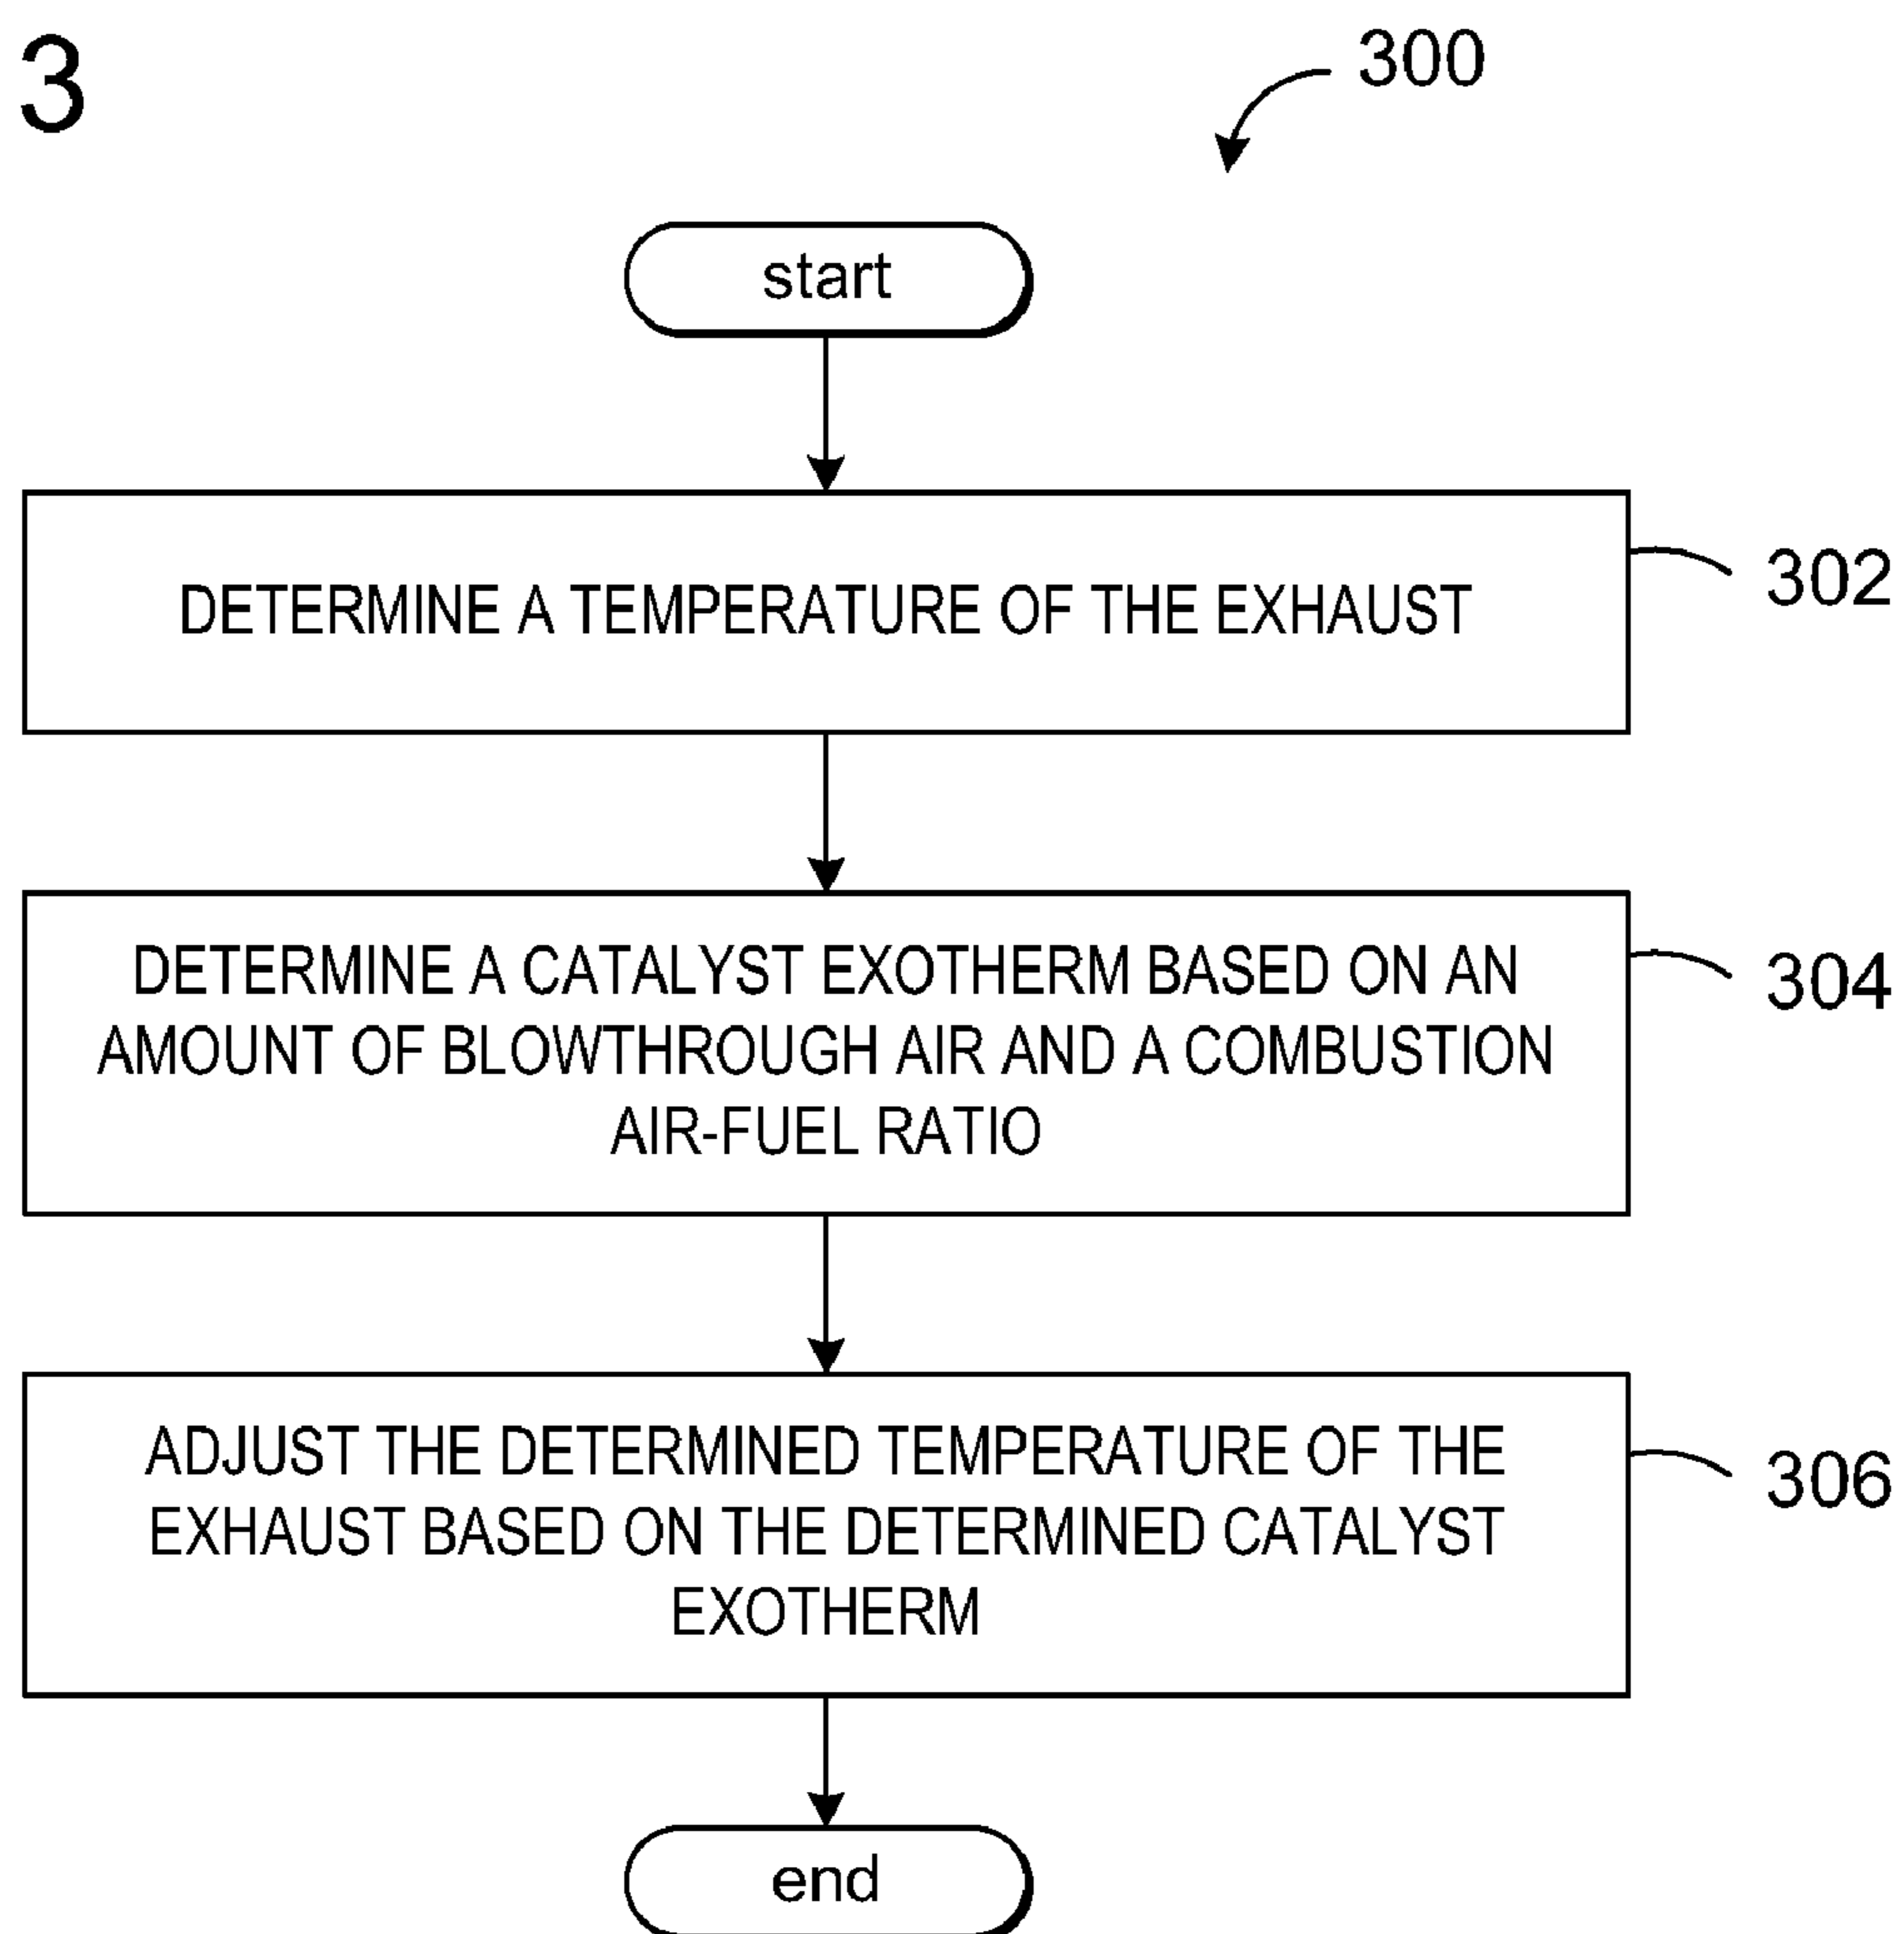 3
300
start
DETERMINE A TEMPERATURE OF THE EXHAUST
302
DETERMINE A CATALYST EXOTHERM BASED ON AN
AMOUNT OF BLOWTHROUGH AIR AND A COMBUSTION
AIR-FUEL RATIO
304
ADJUST THE DETERMINED TEMPERATURE OF THE
EXHAUST BASED ON THE DETERMINED CATALYST
EXOTHERM
306
end